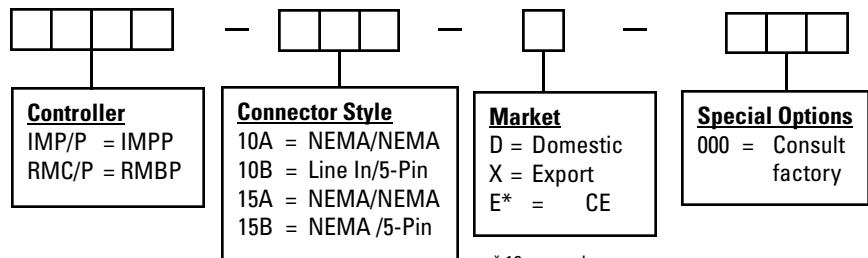 Controller
IMP/P = IMPP
RMC/P = RMBP
Connector Style
10A = NEMA/NEMA
10B = Line In/5-Pin
15A = NEMA/NEMA
15B = NEMA /5-Pin
Market
D = Domestic
X = Export
E* = CE
Special Options
000 = Consult
factory